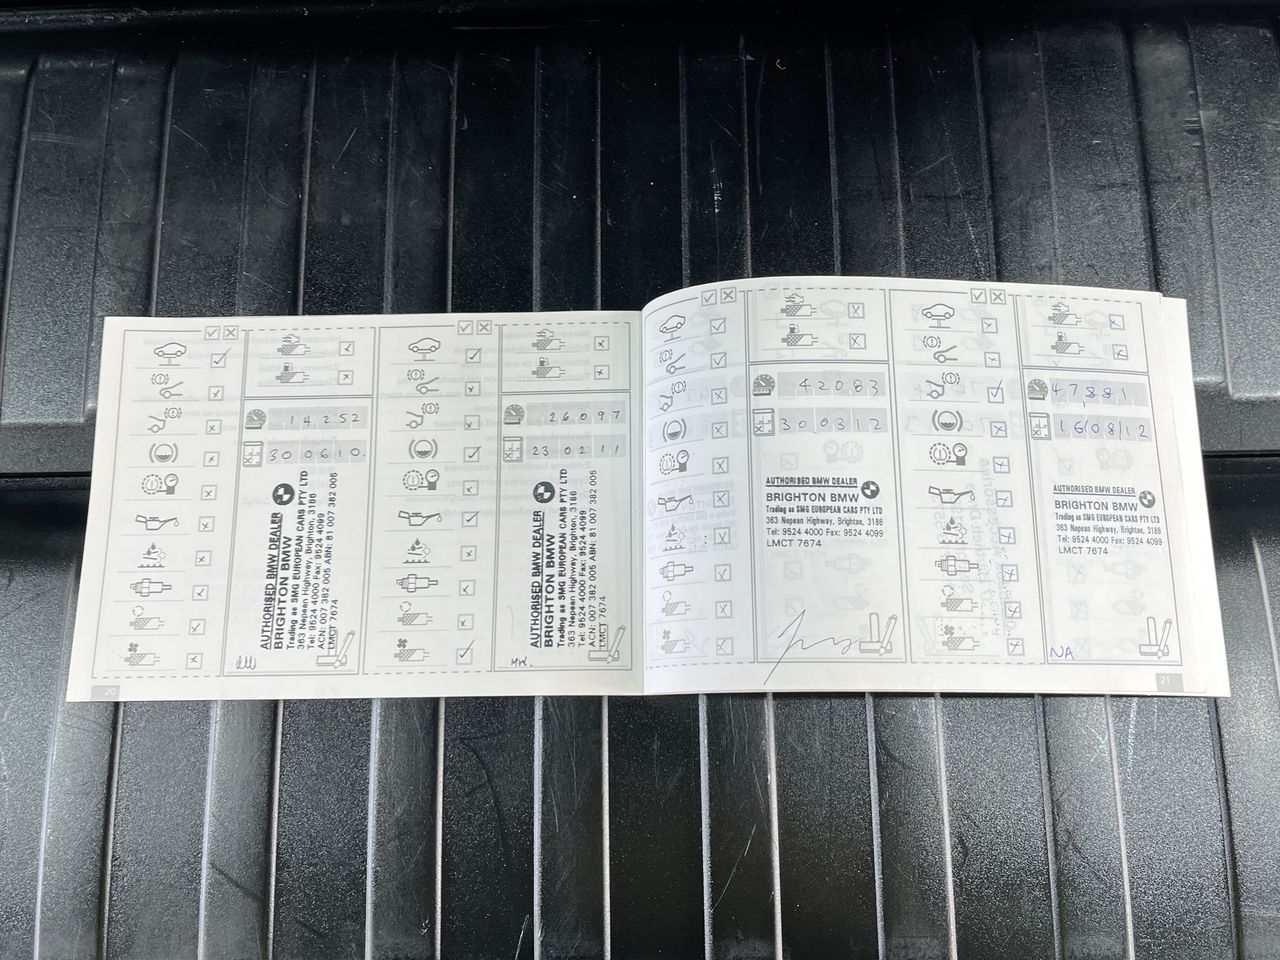 14252
300610.
AUTHORISED BMW DEALER
BRIGHTON BMW
Trading as SMG EUROPEAN CARS PTY LTD
363 Nepean Highway, Brighton, 3186
Tel: 9524 4000 Fax: 9524 4099
ACN: 007 382 005 ABN: 81 007 382 005
LMCT 7674
20
26097
230211
AUTHORISED BMW DEALER
BRIGHTON BMW
Trading as SMG EUROPEAN CARS PTY LTD
363 Nepean Highway, Brighton, 3186
Tel: 9524 4000 Fax: 9524 4099
ACN: 007 382 005 ABN: 81 007 382 005
LMCT 7674
42083
300312
AUTHORISED BMW DEALER
BRIGHTON BMW
Trading as SMG EUROPEAN CARS PTY LTD
363 Nepean Highway, Brighton, 3186
Tel: 9524 4000 Fax: 9524 4099
LMCT 7674
47,881
160812
AUTHORISED BMW DEALER
BRIGHTON BMW
Trading as SMG EUROPEAN CARS PTY LTD
363 Nepean Highway, Brighton, 3186
Tel: 9524 4000 Fax: 9524 4099
LMCT 7674
NA
21